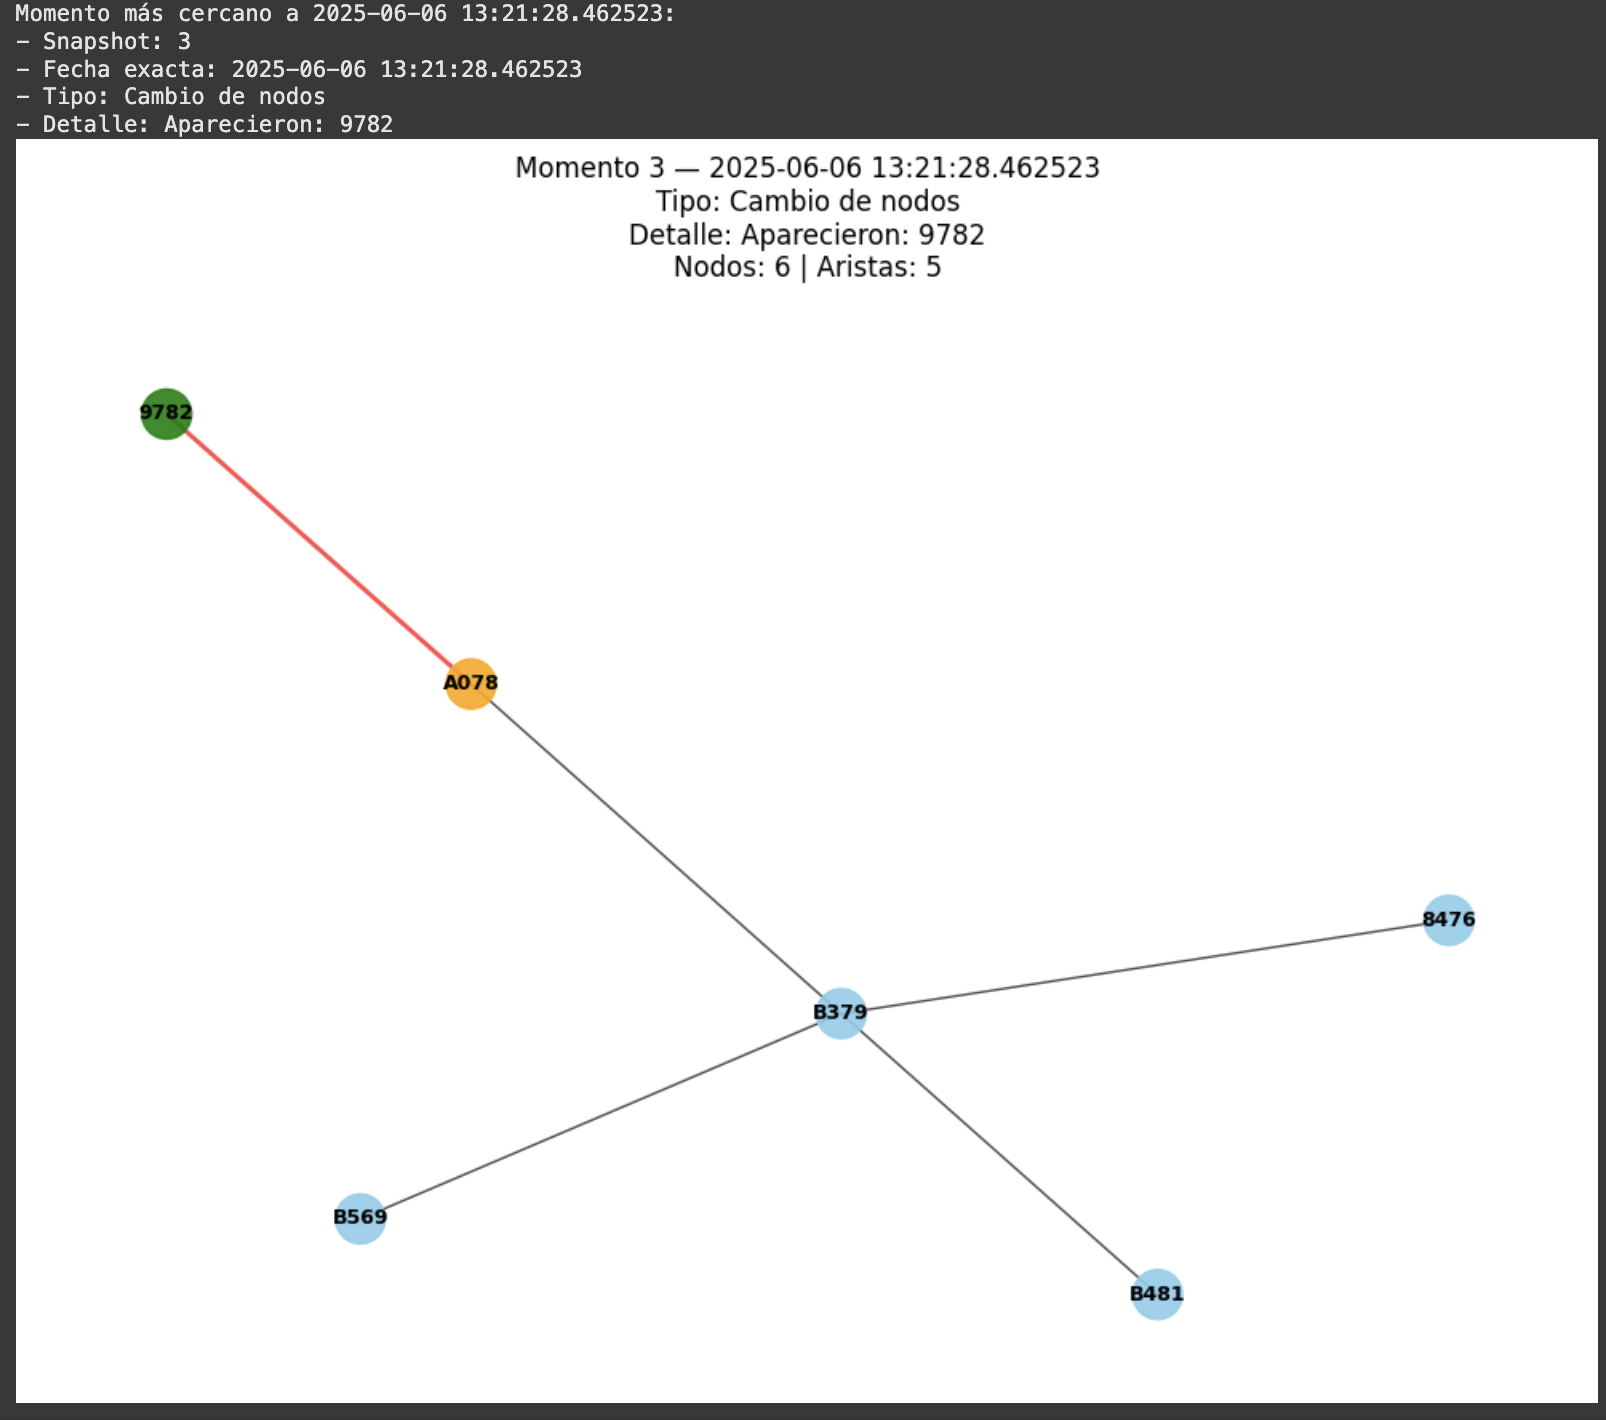 Momento más cercano a 2025-06-06 13:21:28.462523:
- Snapshot: 3
- Fecha exacta: 2025-06-06 13:21:28.462523
- Tipo: Cambio de nodos
- Detalle: Aparecieron: 9782
Momento 3 — 2025-06-06 13:21:28.462523
Tipo: Cambio de nodos
Detalle: Aparecieron: 9782
Nodos: 6 | Aristas: 5
9782
A078
8476
B379
B569
B481